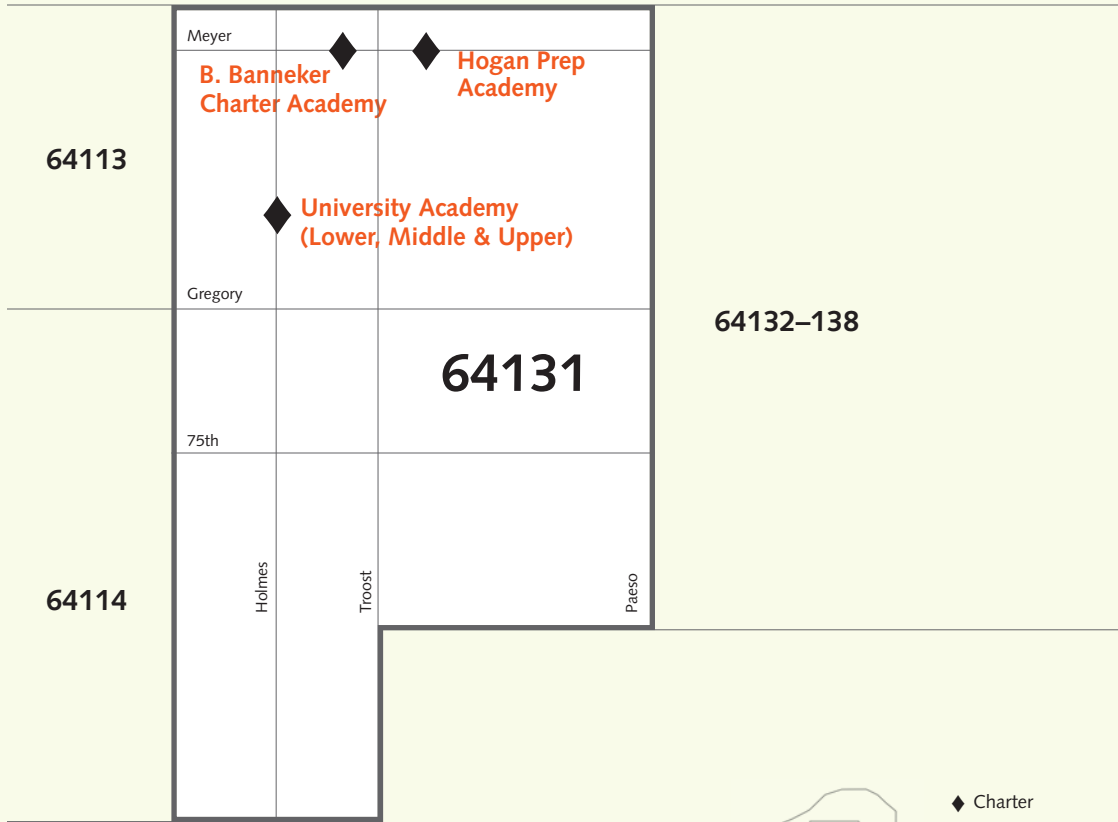 Meyer
B. Banneker
Charter Academy
Hogan Prep
Academy
64113
University Academy
(Lower, Middle & Upper)
Gregory
64132–138
64131
75th
64114
Holmes
Troost
Paeso
Charter